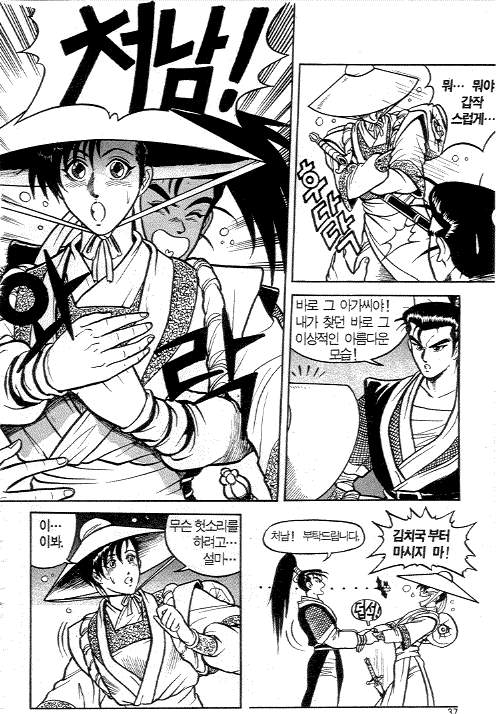 처남!
와
락
뭐… 뭐야
갑작
스럽게…
후다닥
바로 그 아가씨야!
내가 찾던 바로 그
이상적인 아름다운
모습!
이…
이봐.
무슨 헛소리를
하려고…
설마…
처남! 부탁드립니다.
덥석!
김치국 부터
마시지 마!
37